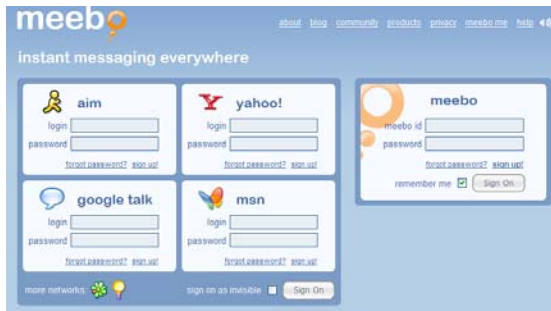 meebo
about blog community products privacy meebo me help
instant messaging everywhere
aim
login
password
forgot password? sign up!
yahoo!
login
password
forgot password? sign up!
google talk
login
password
forgot password? sign up!
msn
login
password
forgot password? sign up!
more networks:
sign on as invisible Sign On
meebo
meebo id
password
forgot password? sign up!
remember me Sign On